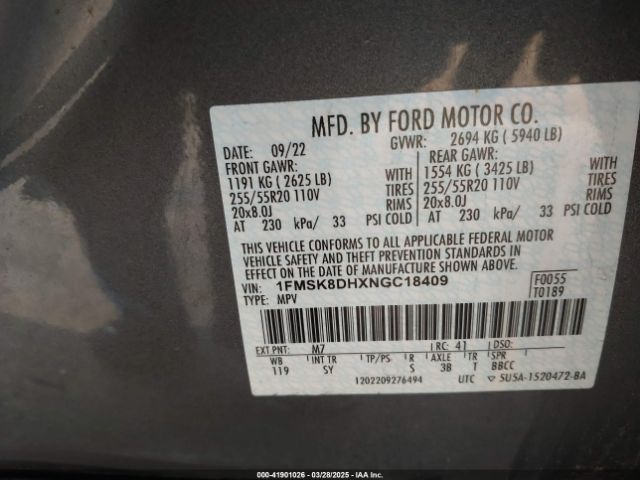 MFD. BY FORD MOTOR CO.
DATE: 09/22 GVWR: 2694 KG ( 5940 LB)
FRONT GAWR: REAR GAWR:
1191 KG ( 2625 LB) WITH 1554 KG ( 3425 LB) WITH
255/55R20 110V TIRES 255/55R20 110V TIRES
20x8.0J RIMS 20x8.0J RIMS
AT 230 kPa/ 33 PSI COLD AT 230 kPa/ 33 PSI COLD
THIS VEHICLE CONFORMS TO ALL APPLICABLE FEDERAL MOTOR
VEHICLE SAFETY AND THEFT PREVENTION STANDARDS IN
EFFECT ON THE DATE OF MANUFACTURE SHOWN ABOVE.
VIN: 1FMSK8DHXNGC18409 F0055
TYPE: MPV T0189
EXT PNT: M7 RC: 41 DSO:
WB INT TR TP/PS R AXLE TR SPR
119 SY S 3B T BBCC
1202209276494 UTC ▽ SU5A-1520472-BA
000-41901026 - 03/28/2025 - IAAI, Inc.